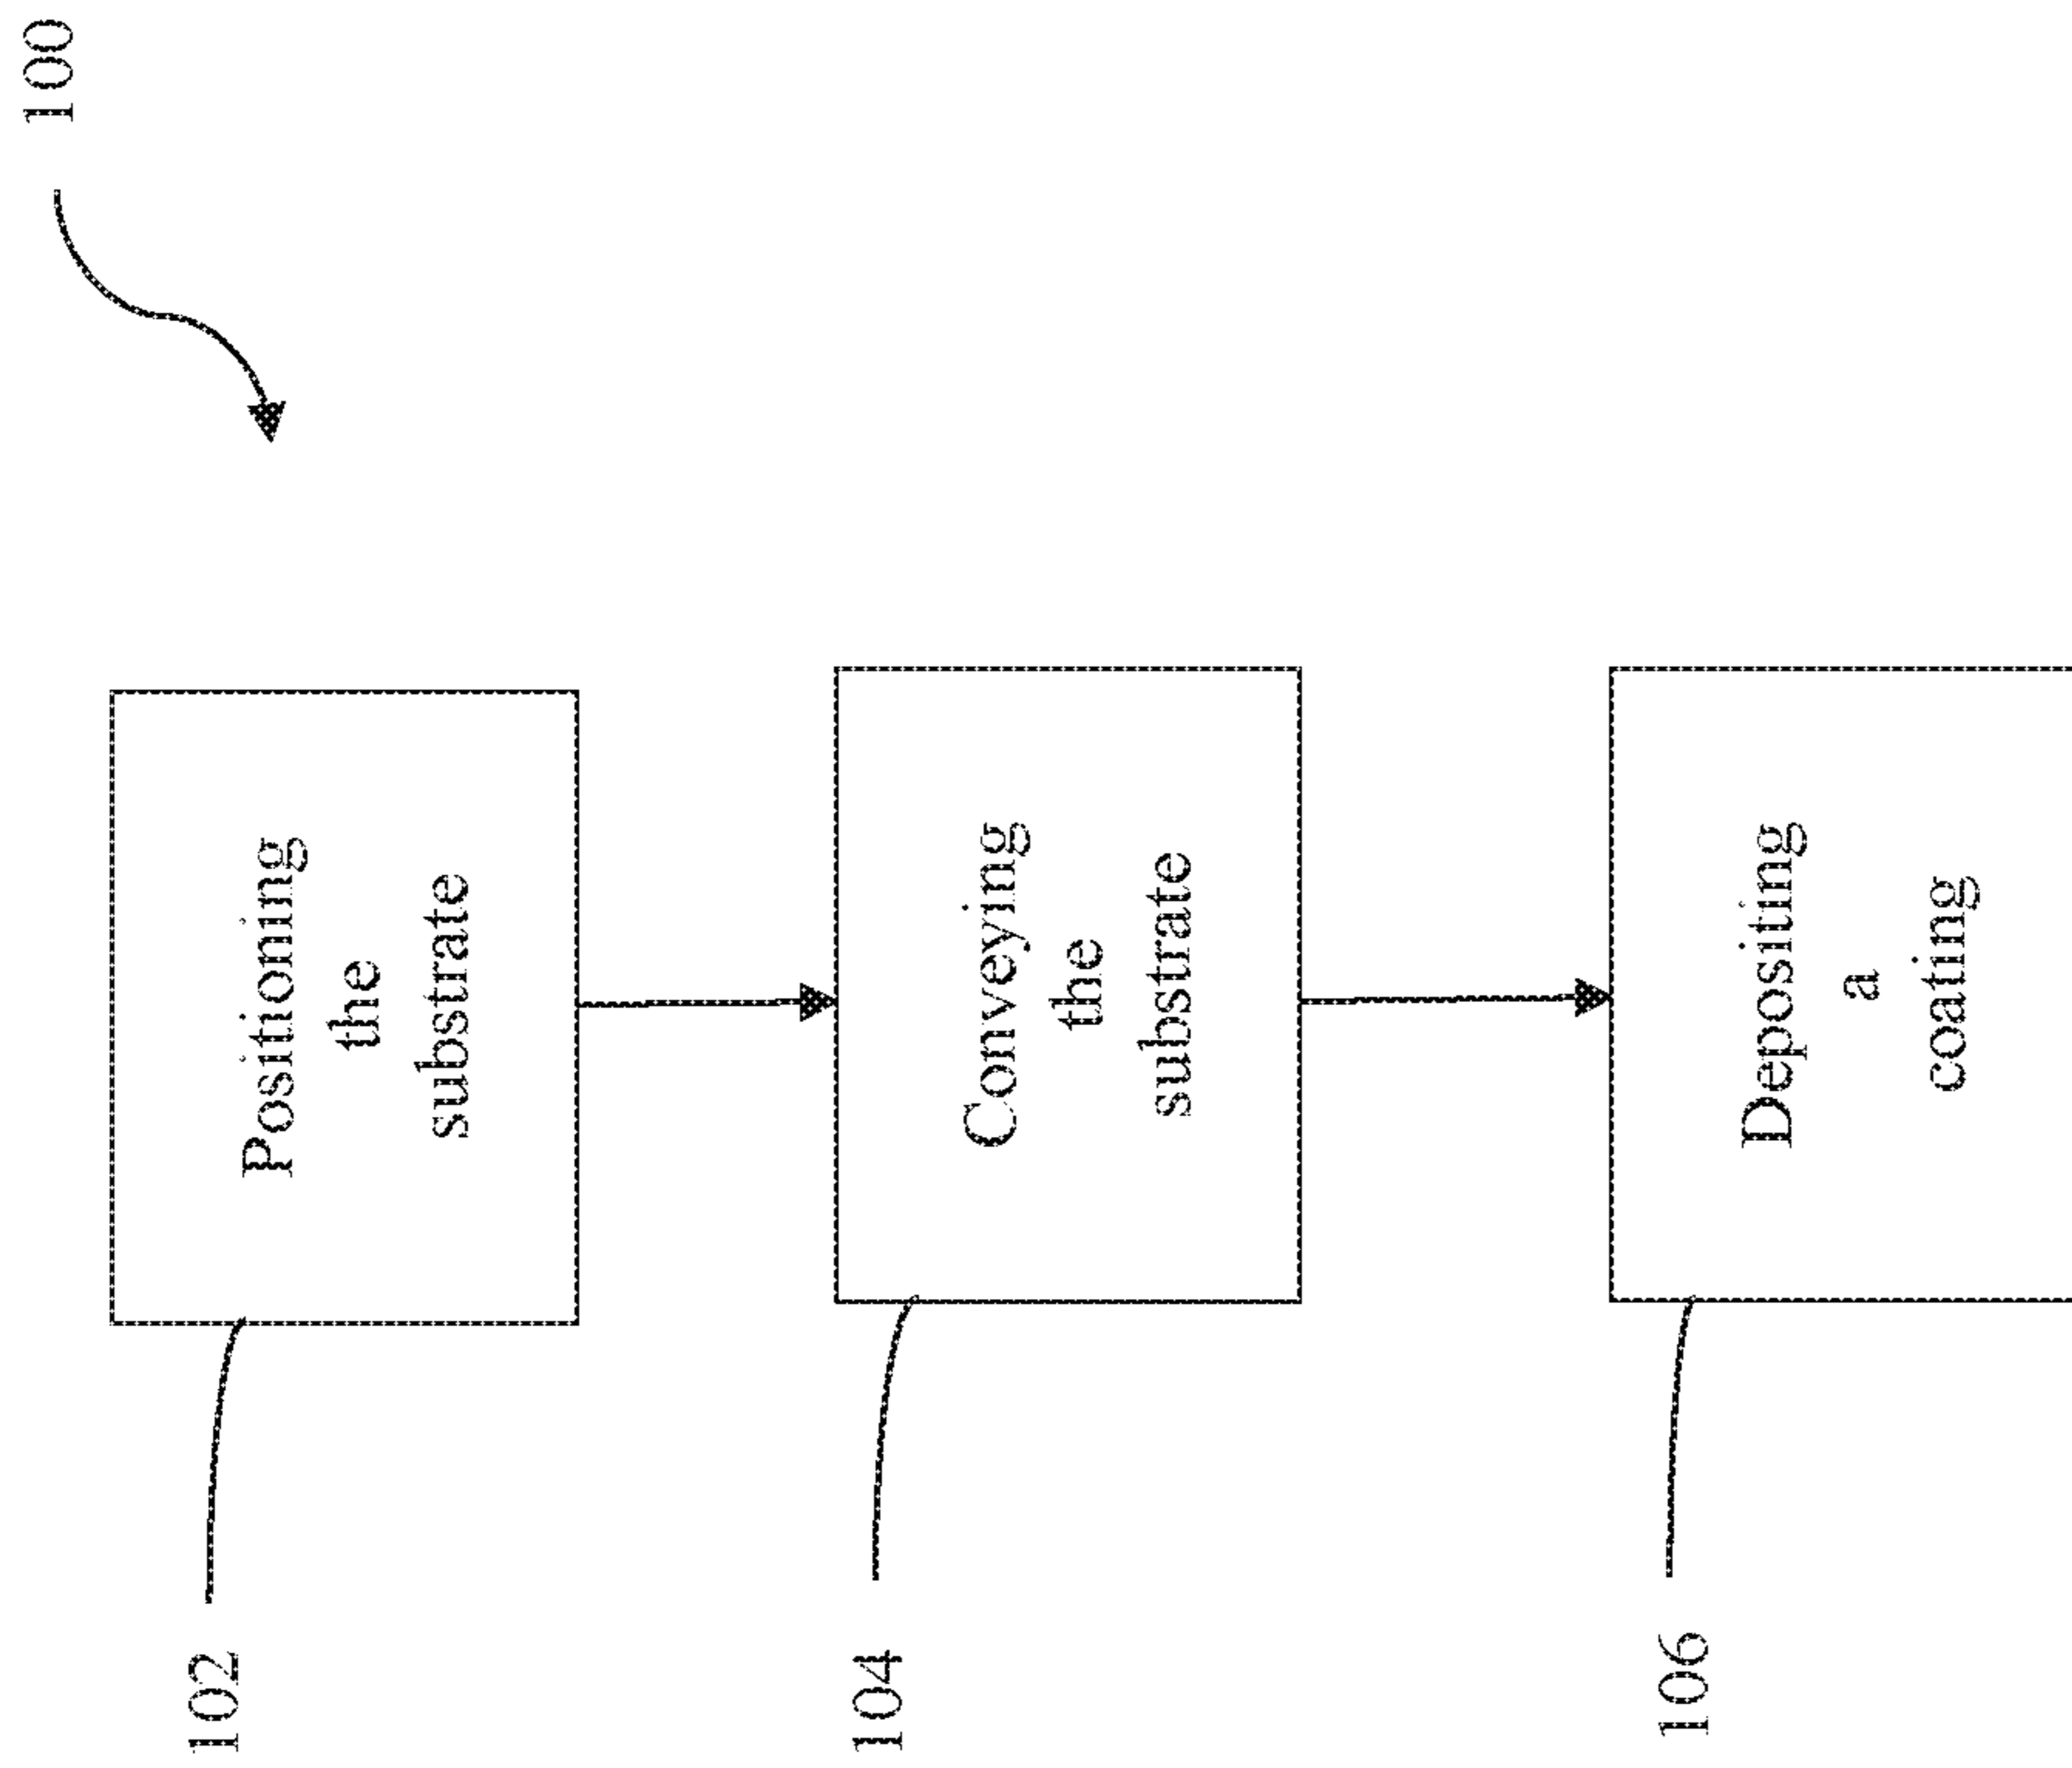 100
102
Positioning
the
substrate
104
Conveying
the
substrate
106
Depositing
a
coating